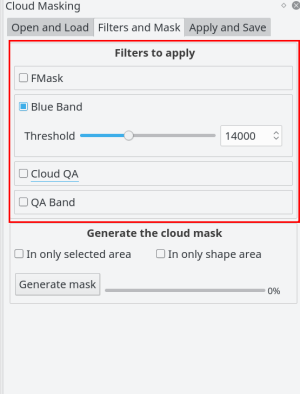 Cloud Masking
Open and Load Filters and Mask Apply and Save
Filters to apply
FMask
Blue Band
Threshold 14000
Cloud QA
QA Band
Generate the cloud mask
In only selected area In only shape area
Generate mask 0%